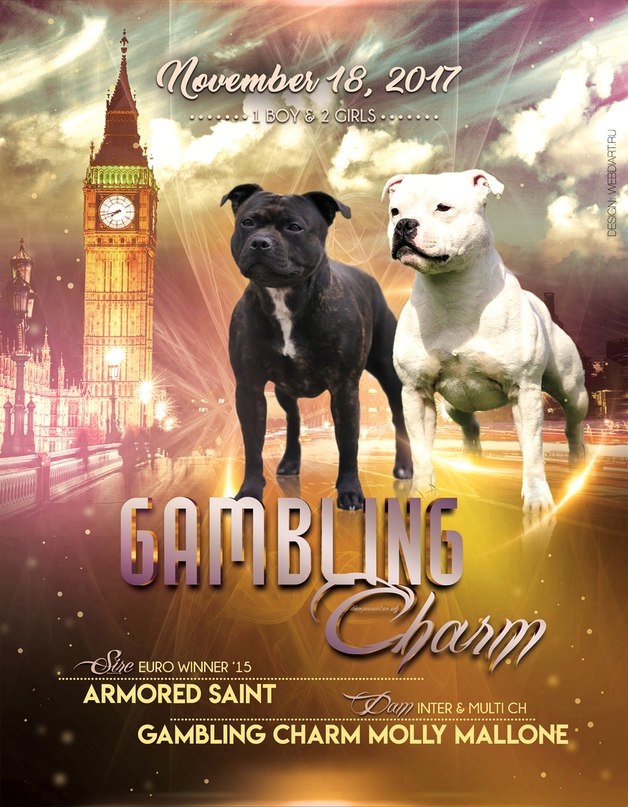 November 18, 2017
1 BOY & 2 GIRLS
DESIGN: WEBDIART.RU
GAMBLING
Charm
Sire EURO WINNER '15
ARMORED SAINT
Dam INTER & MULTI CH
GAMBLING CHARM MOLLY MALLONE